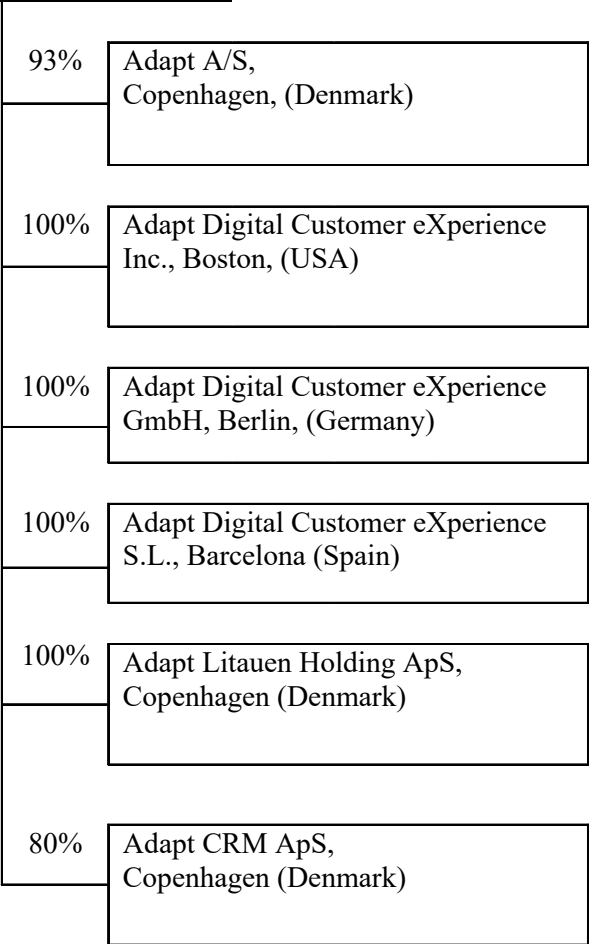 93%
Adapt A/S,
Copenhagen, (Denmark)
100%
Adapt Digital Customer eXperience
Inc., Boston, (USA)
100%
Adapt Digital Customer eXperience
GmbH, Berlin, (Germany)
100%
Adapt Digital Customer eXperience
S.L., Barcelona (Spain)
100%
Adapt Litauen Holding ApS,
Copenhagen (Denmark)
80%
Adapt CRM ApS,
Copenhagen (Denmark)